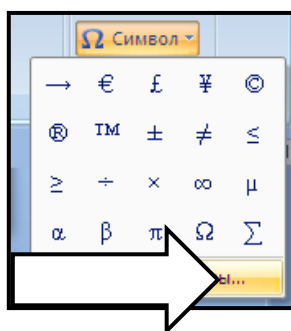 Ω Символ
→ € £ ¥ ©
® TM ± ≠ ≤
≥ ÷ × ∞ µ
α β π Ω Σ
ы...